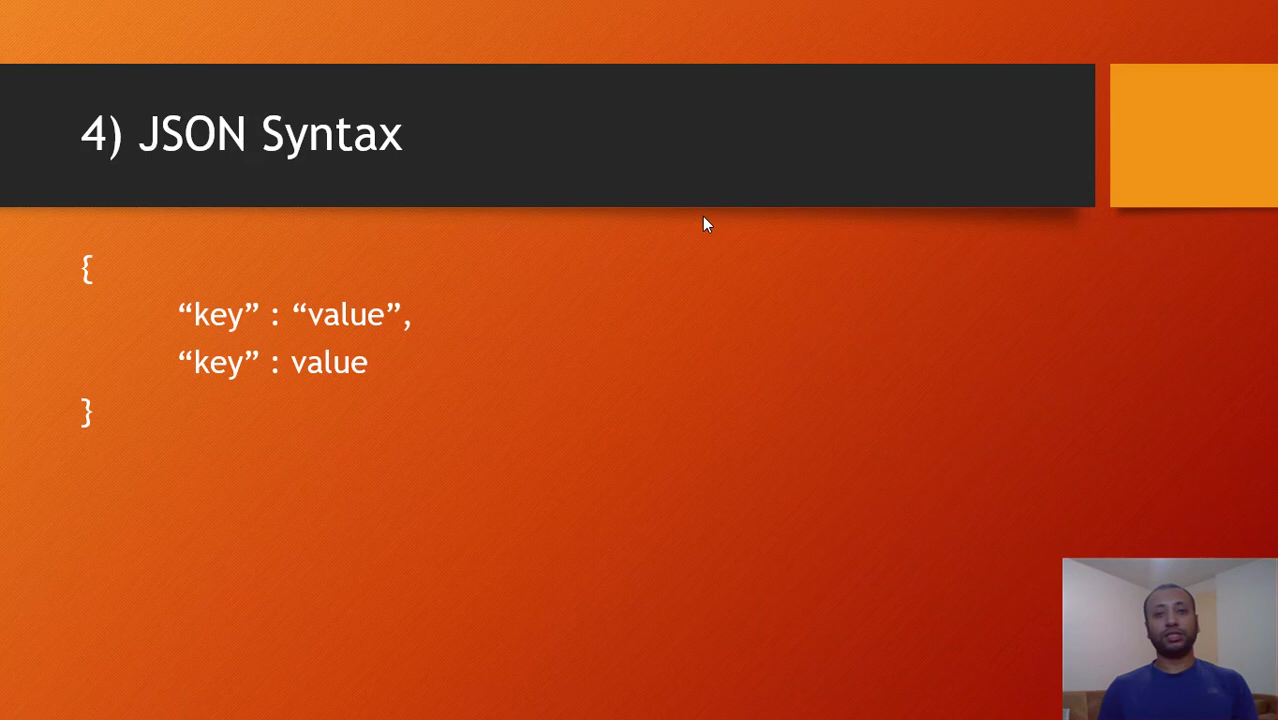 4) JSON Syntax
{
“key” : “value”,
“key” : value
}